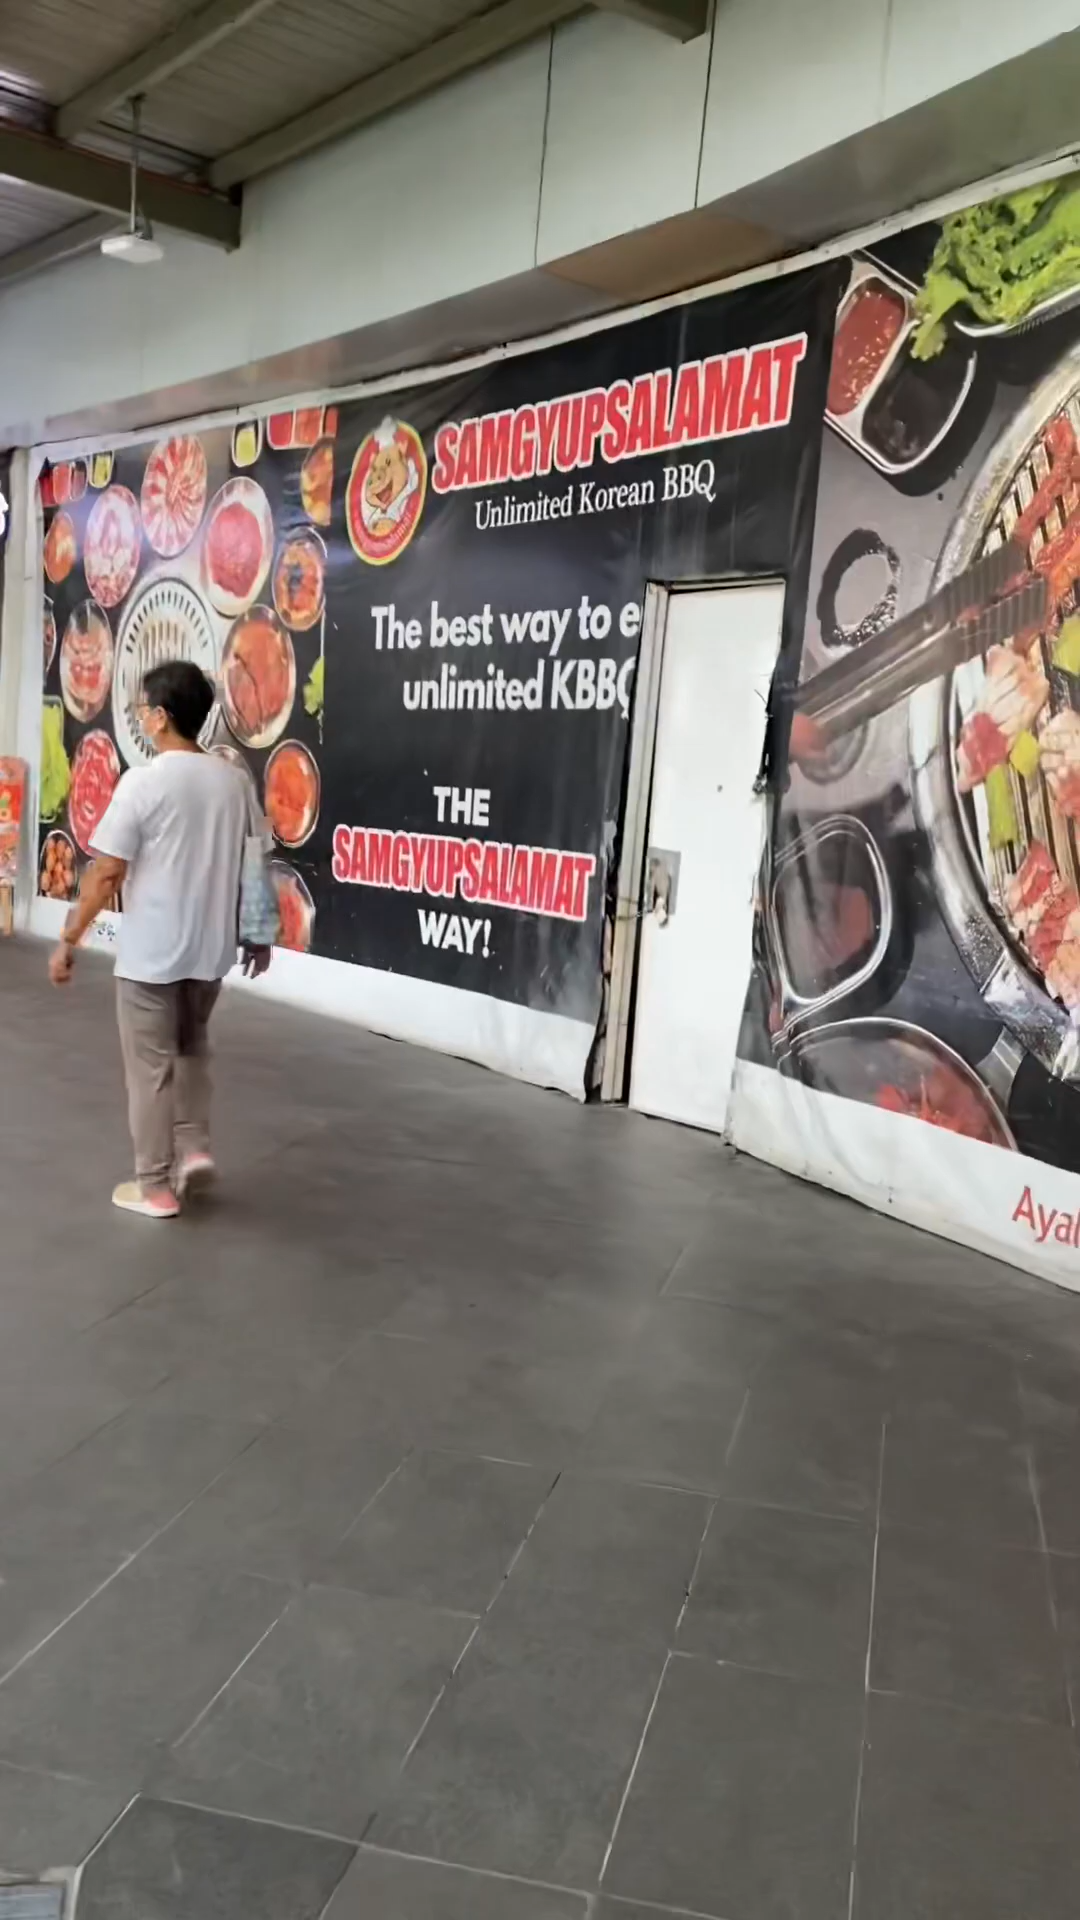 SAMGYUPSALAMAT
Unlimited Korean BBQ
The best way to e
unlimited KBBQ
THE
SAMGYUPSALAMAT
WAY!
Ayal